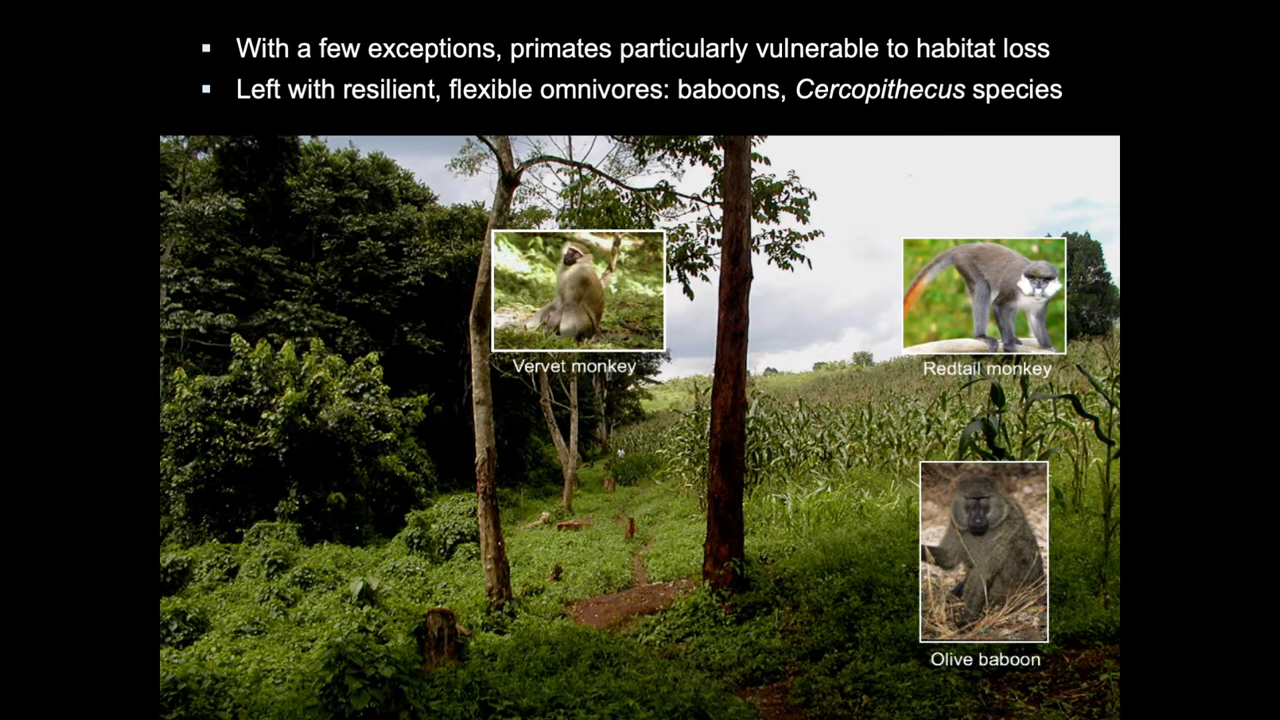 With a few exceptions, primates particularly vulnerable to habitat loss
Left with resilient, flexible omnivores: baboons, Cercopithecus species
Vervet monkey
Redtail monkey
Olive baboon